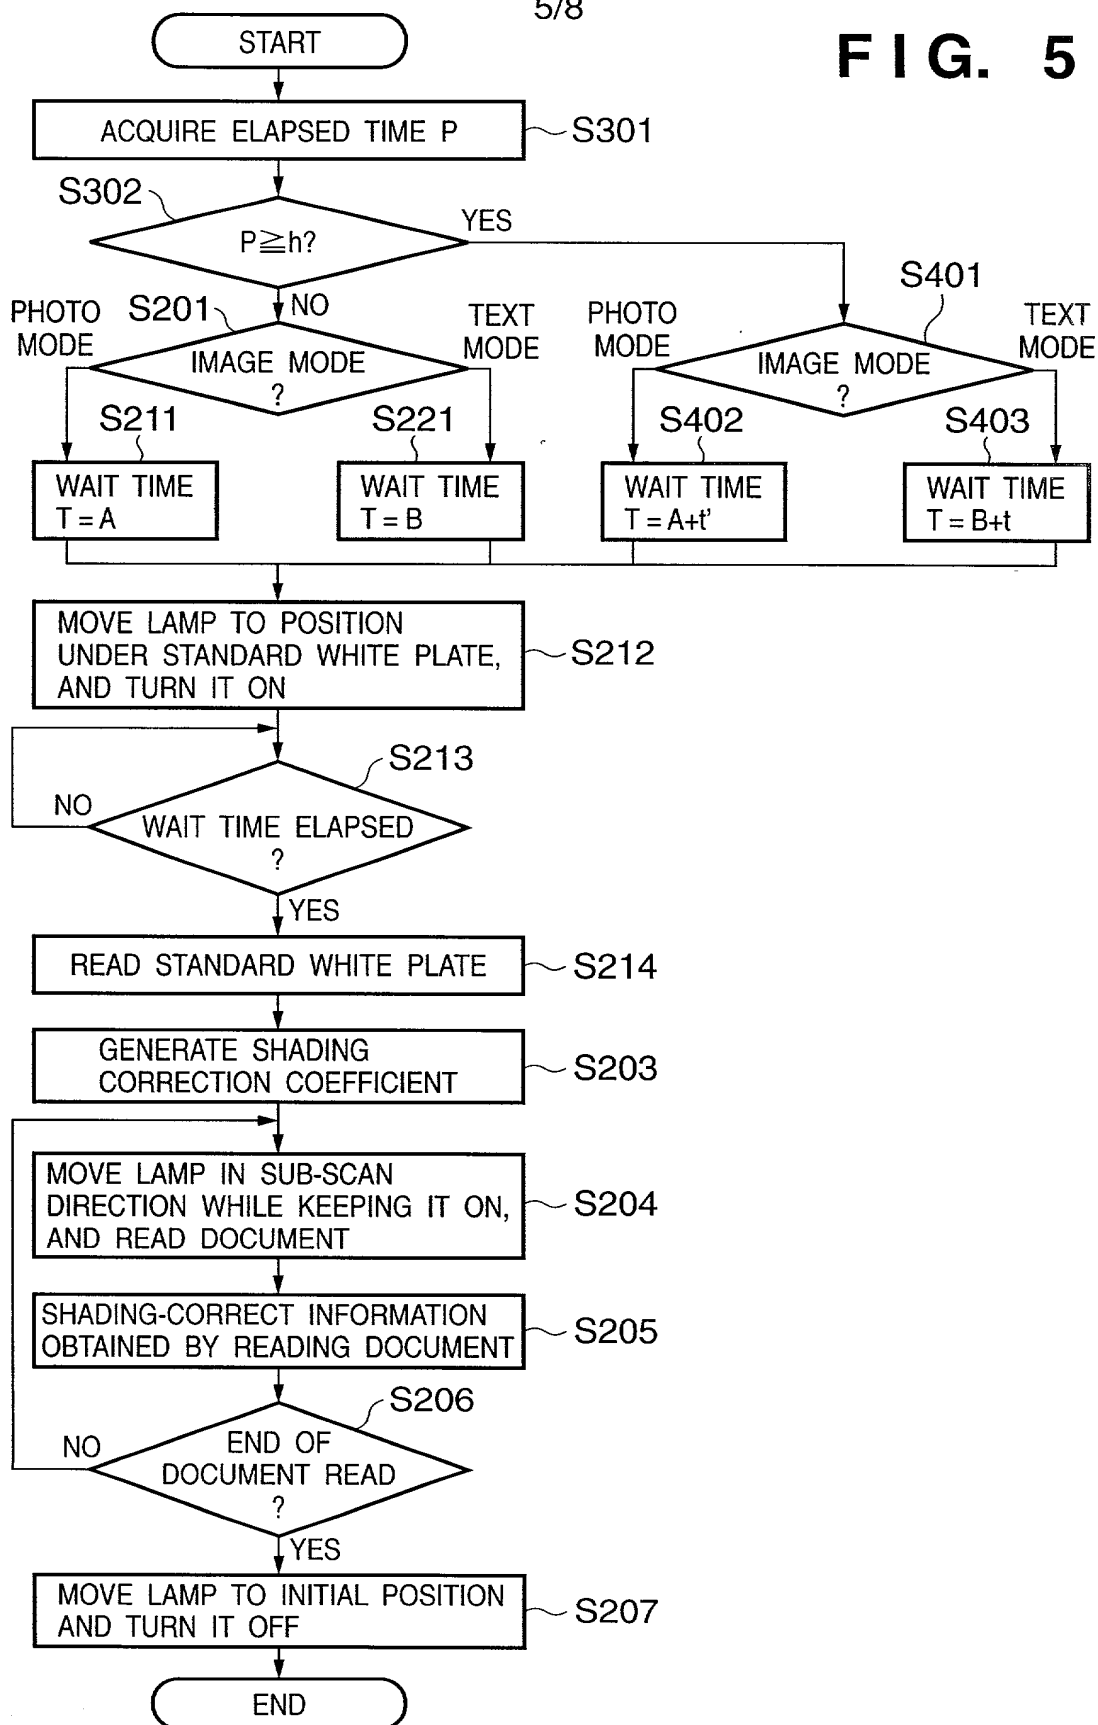 5/8
FIG. 5
START
ACQUIRE ELAPSED TIME P
S301
S302
P≧h?
YES
NO
S201
PHOTO
MODE
IMAGE MODE
?
TEXT
MODE
S401
PHOTO
MODE
IMAGE MODE
?
TEXT
MODE
S211
WAIT TIME
T = A
S221
WAIT TIME
T = B
S402
WAIT TIME
T = A+t'
S403
WAIT TIME
T = B+t
MOVE LAMP TO POSITION
UNDER STANDARD WHITE PLATE,
AND TURN IT ON
S212
S213
NO
WAIT TIME ELAPSED
?
YES
READ STANDARD WHITE PLATE
S214
GENERATE SHADING
CORRECTION COEFFICIENT
S203
MOVE LAMP IN SUB-SCAN
DIRECTION WHILE KEEPING IT ON,
AND READ DOCUMENT
S204
SHADING-CORRECT INFORMATION
OBTAINED BY READING DOCUMENT
S205
S206
NO
END OF
DOCUMENT READ
?
YES
MOVE LAMP TO INITIAL POSITION
AND TURN IT OFF
S207
END